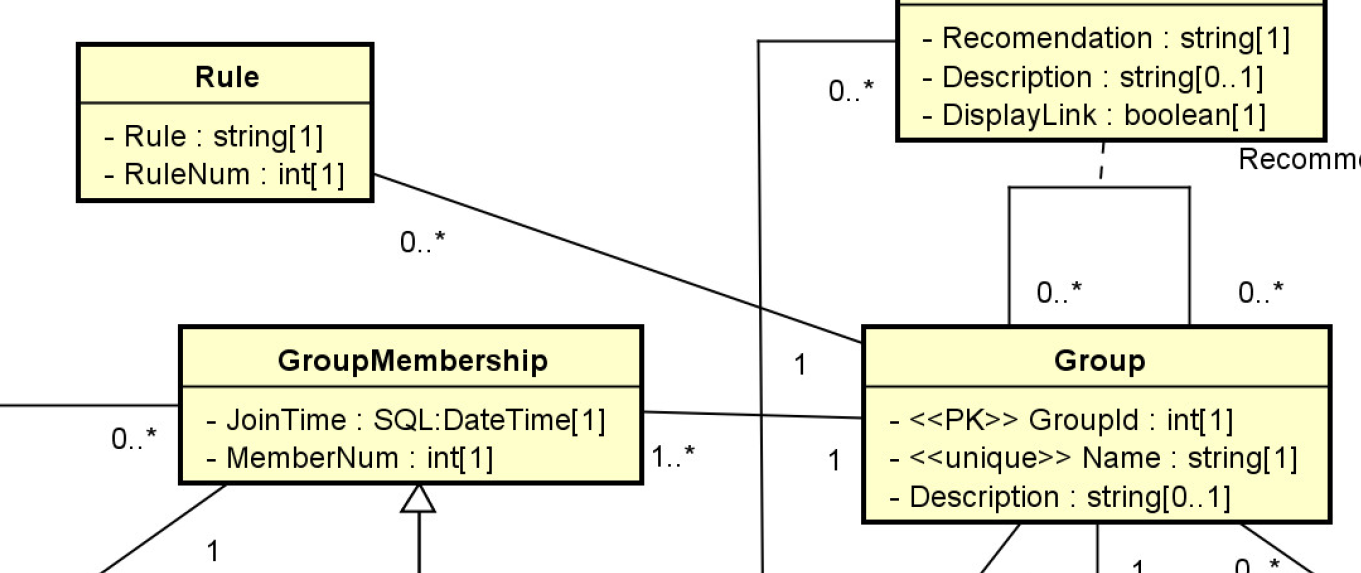 - Recomendation : string[1]
- Description : string[0..1]
- DisplayLink : boolean[1]
0..*
Rule
- Rule : string[1]
- RuleNum : int[1]
0..*
0..*
0..*
1
GroupMembership
- JoinTime : SQL:DateTime[1]
- MemberNum : int[1]
0..*
1..*
1
Group
- <<PK>> GroupId : int[1]
- <<unique>> Name : string[1]
- Description : string[0..1]
1
1
0..*